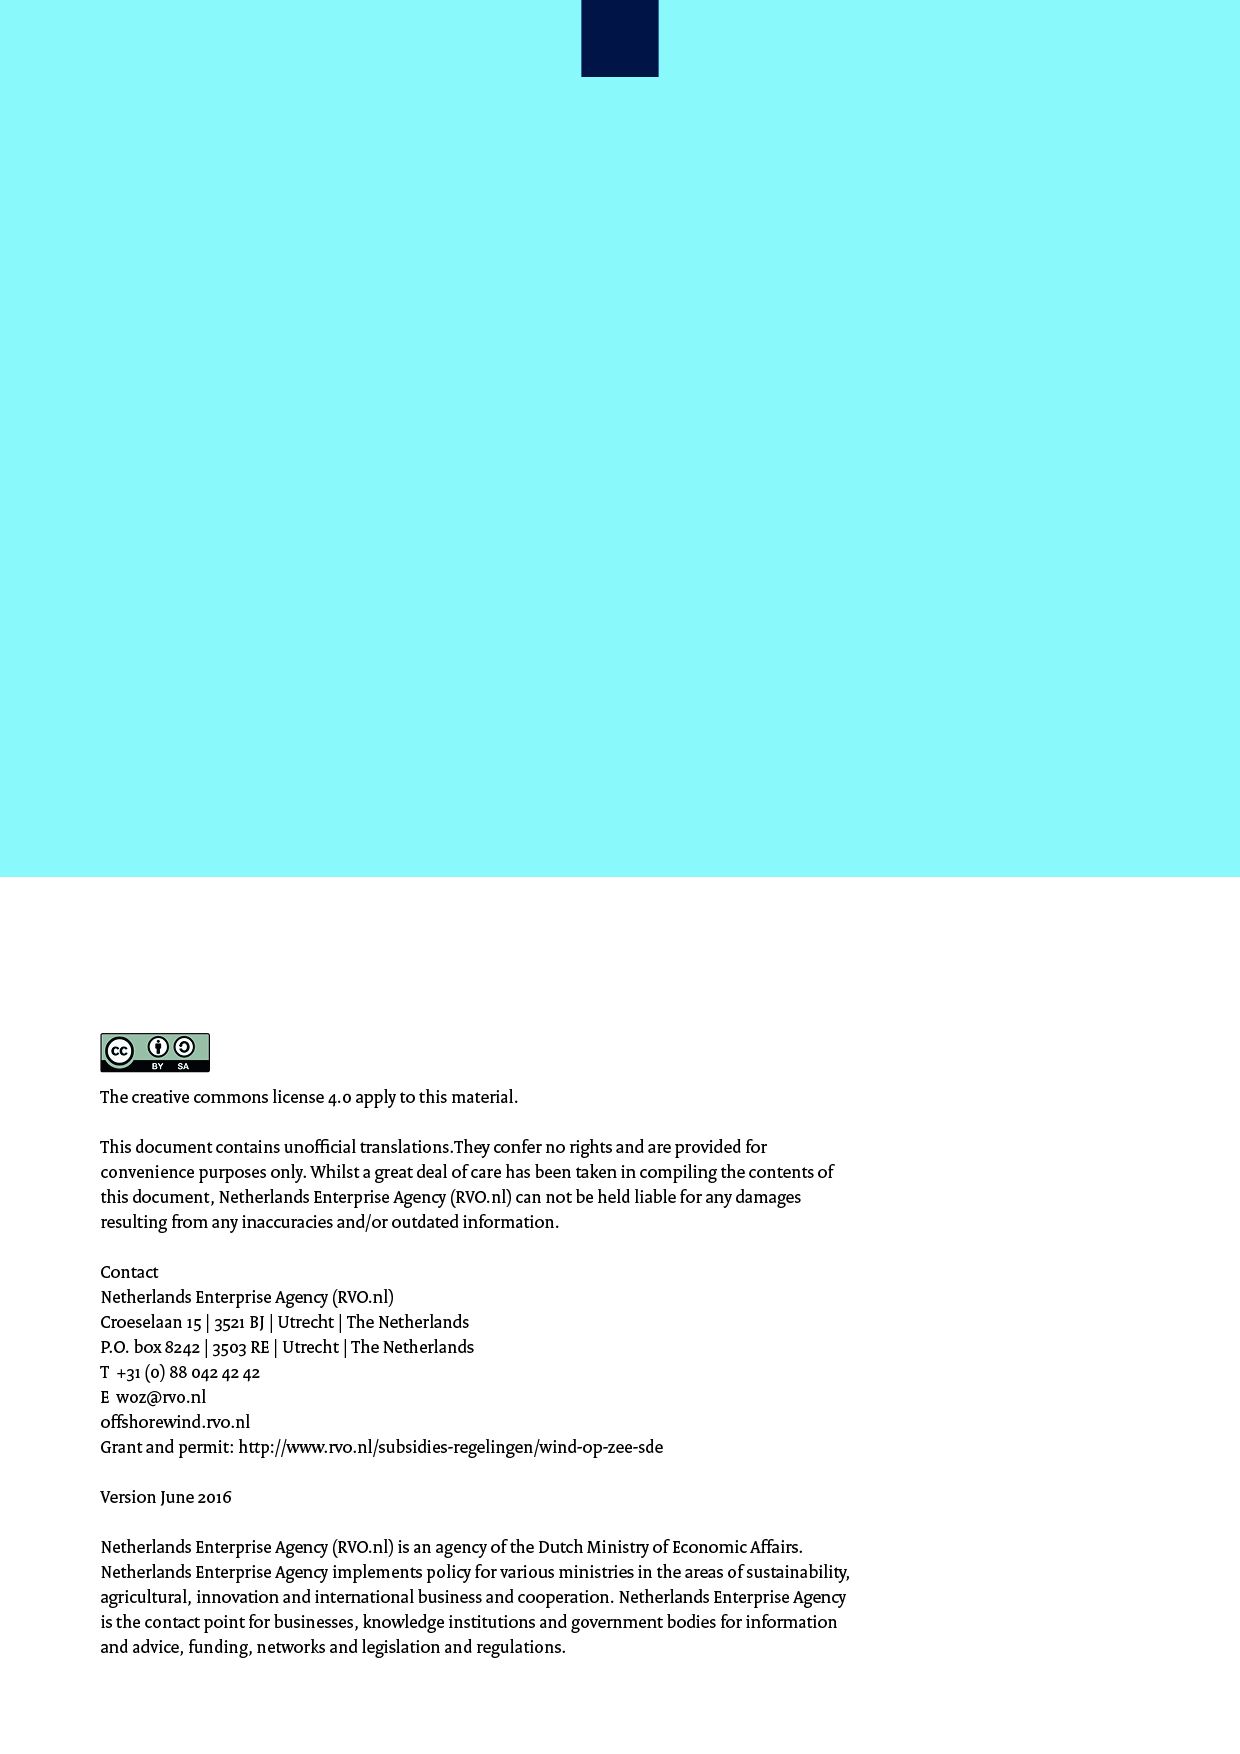 cc BY SA
The creative commons license 4.0 apply to this material.
This document contains unofficial translations.They confer no rights and are provided for
convenience purposes only. Whilst a great deal of care has been taken in compiling the contents of
this document, Netherlands Enterprise Agency (RVO.nl) can not be held liable for any damages
resulting from any inaccuracies and/or outdated information.
Contact
Netherlands Enterprise Agency (RVO.nl)
Croeselaan 15 | 3521 BJ | Utrecht | The Netherlands
P.O. box 8242 | 3503 RE | Utrecht | The Netherlands
T +31 (0) 88 042 42 42
E woz@rvo.nl
offshorewind.rvo.nl
Grant and permit: http://www.rvo.nl/subsidies-regelingen/wind-op-zee-sde
Version June 2016
Netherlands Enterprise Agency (RVO.nl) is an agency of the Dutch Ministry of Economic Affairs.
Netherlands Enterprise Agency implements policy for various ministries in the areas of sustainability,
agricultural, innovation and international business and cooperation. Netherlands Enterprise Agency
is the contact point for businesses, knowledge institutions and government bodies for information
and advice, funding, networks and legislation and regulations.